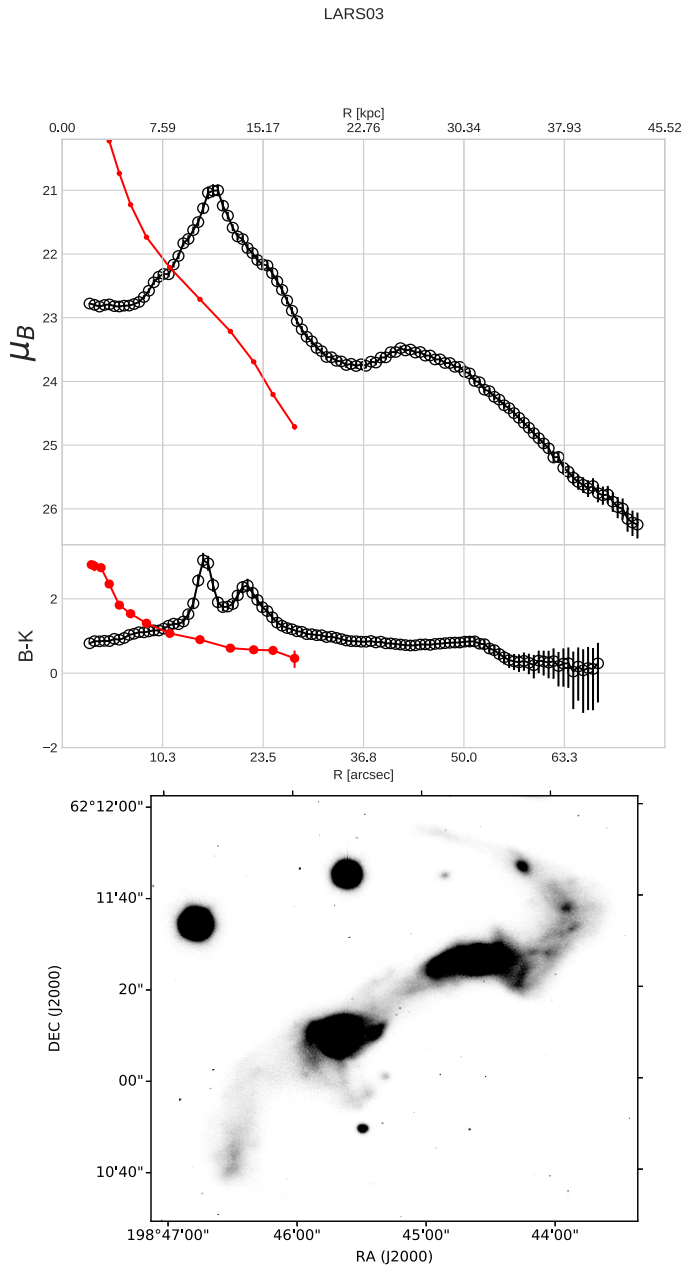 LARS03
R [kpc]
0.00 7.59 15.17 22.76 30.34 37.93 45.52
21
22
23
24
25
26
μB
2
0
−2
B-K
10.3 23.5 36.8 50.0 63.3
R [arcsec]
62°12'00"
11'40"
20"
00"
10'40"
DEC (J2000)
198°47'00" 46'00" 45'00" 44'00"
RA (J2000)